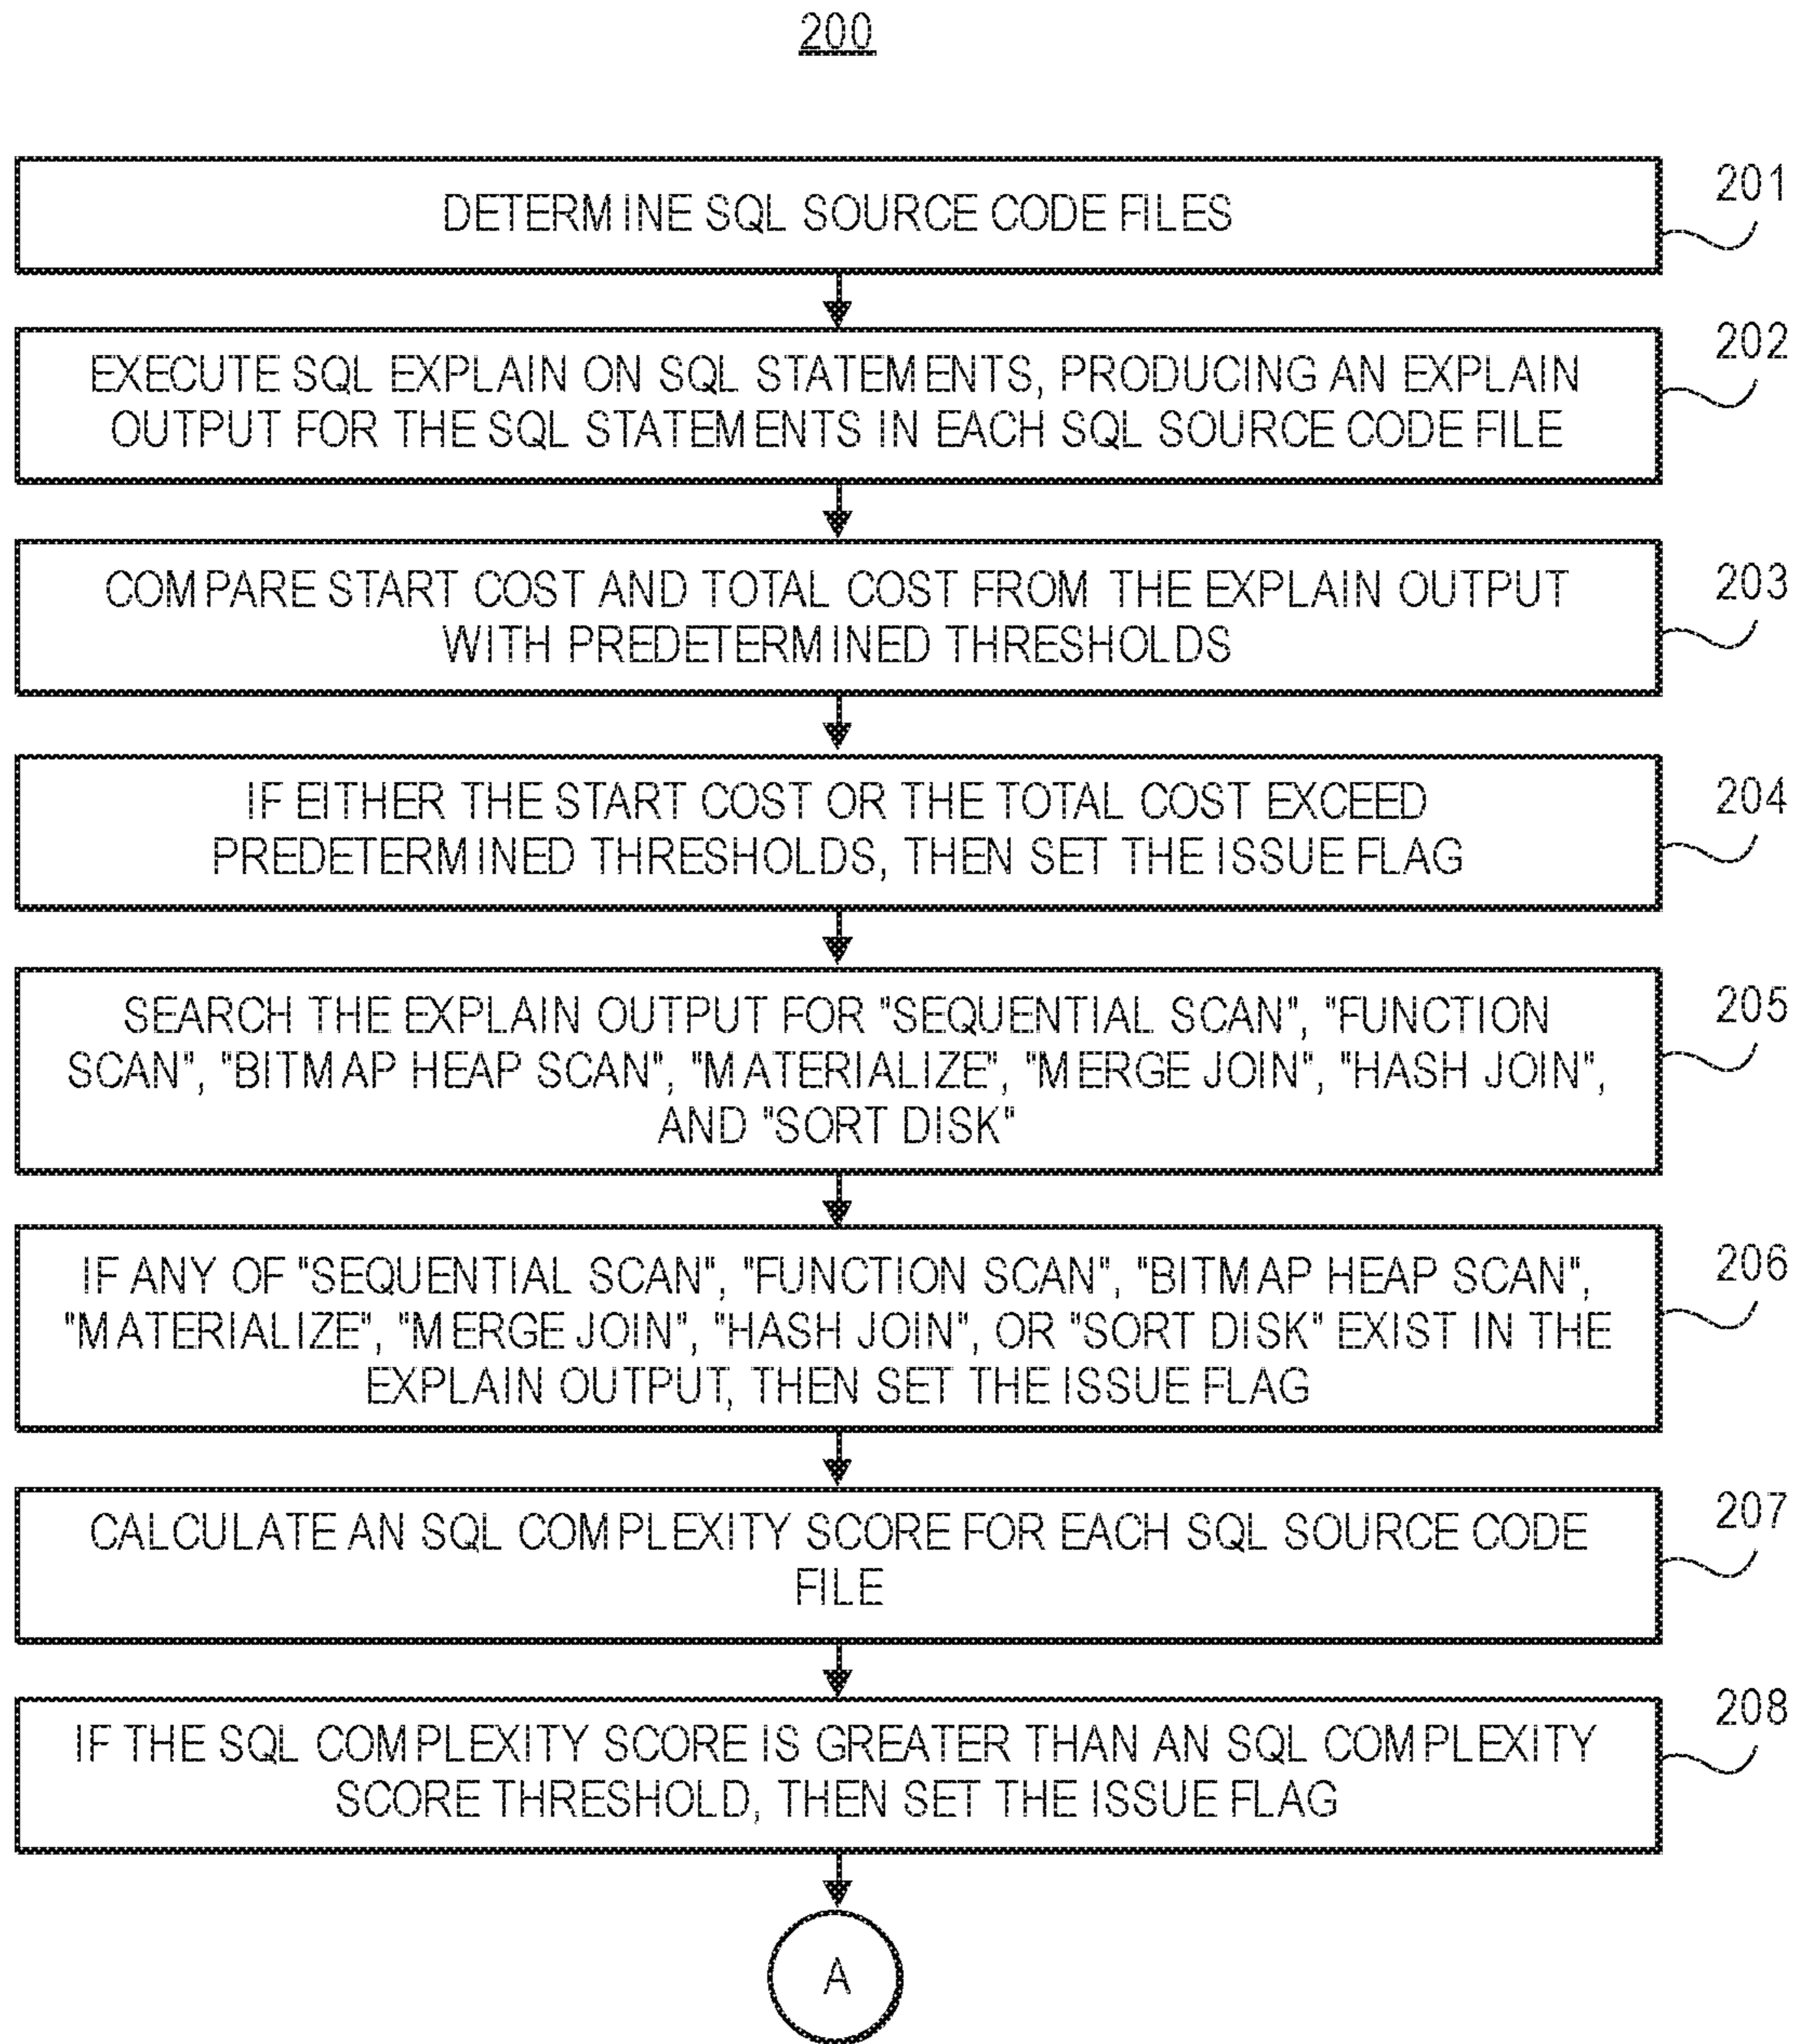 200
DETERMINE SQL SOURCE CODE FILES
201
EXECUTE SQL EXPLAIN ON SQL STATEMENTS, PRODUCING AN EXPLAIN
OUTPUT FOR THE SQL STATEMENTS IN EACH SQL SOURCE CODE FILE
202
COMPARE START COST AND TOTAL COST FROM THE EXPLAIN OUTPUT
WITH PREDETERMINED THRESHOLDS
203
IF EITHER THE START COST OR THE TOTAL COST EXCEED
PREDETERMINED THRESHOLDS, THEN SET THE ISSUE FLAG
204
SEARCH THE EXPLAIN OUTPUT FOR "SEQUENTIAL SCAN", "FUNCTION
SCAN", "BITMAP HEAP SCAN", "MATERIALIZE", "MERGE JOIN", "HASH JOIN",
AND "SORT DISK"
205
IF ANY OF "SEQUENTIAL SCAN", "FUNCTION SCAN", "BITMAP HEAP SCAN",
"MATERIALIZE", "MERGE JOIN", "HASH JOIN", OR "SORT DISK" EXIST IN THE
EXPLAIN OUTPUT, THEN SET THE ISSUE FLAG
206
CALCULATE AN SQL COMPLEXITY SCORE FOR EACH SQL SOURCE CODE
FILE
207
IF THE SQL COMPLEXITY SCORE IS GREATER THAN AN SQL COMPLEXITY
SCORE THRESHOLD, THEN SET THE ISSUE FLAG
208
A